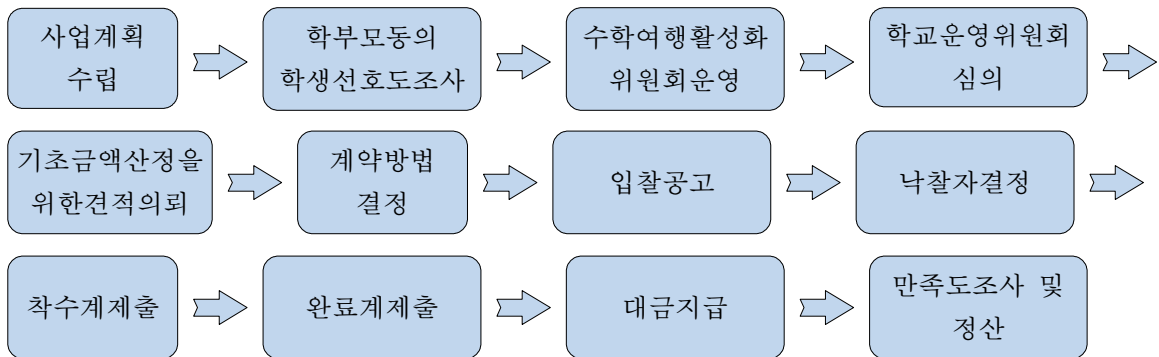 사업계획
수립
학부모동의
학생선호도조사
수학여행활성화
위원회운영
학교운영위원회
심의
기초금액산정을
위한견적의뢰
계약방법
결정
입찰공고
낙찰자결정
착수계제출
완료계제출
대금지급
만족도조사 및
정산